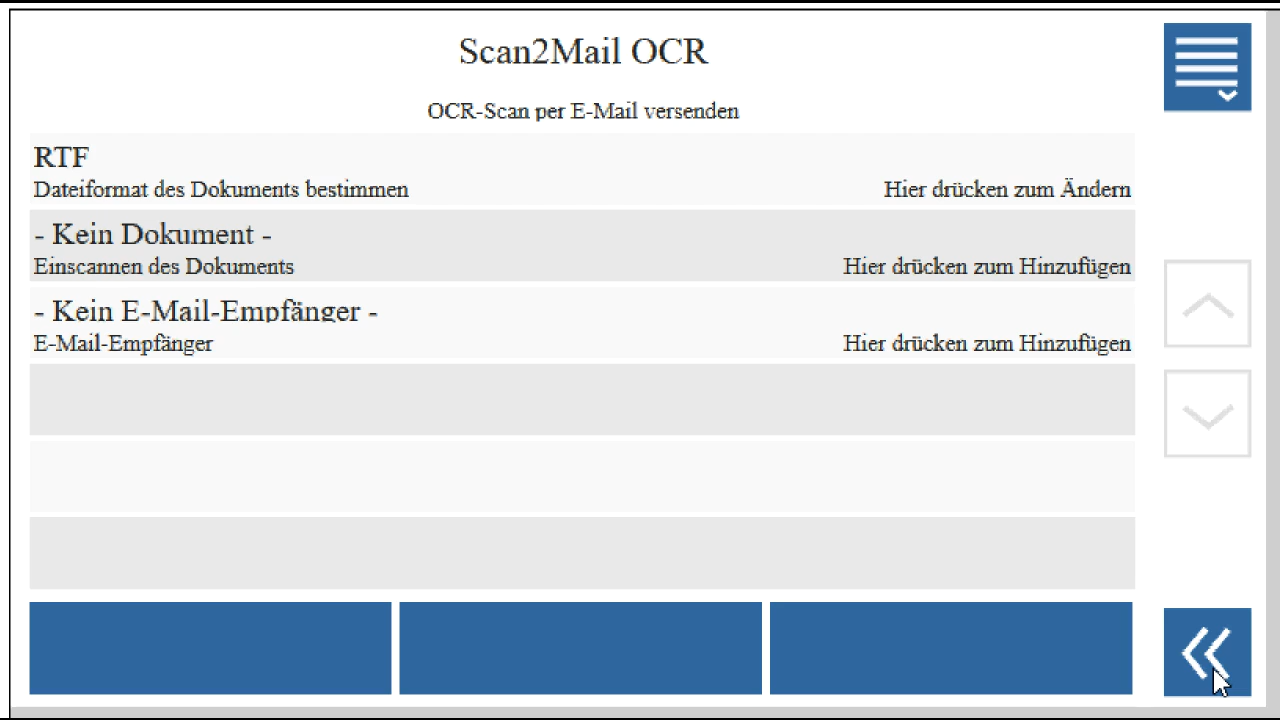 Scan2Mail OCR
OCR-Scan per E-Mail versenden
RTF
Dateiformat des Dokuments bestimmen
Hier drücken zum Ändern
- Kein Dokument -
Einscannen des Dokuments
Hier drücken zum Hinzufügen
- Kein E-Mail-Empfänger -
E-Mail-Empfänger
Hier drücken zum Hinzufügen